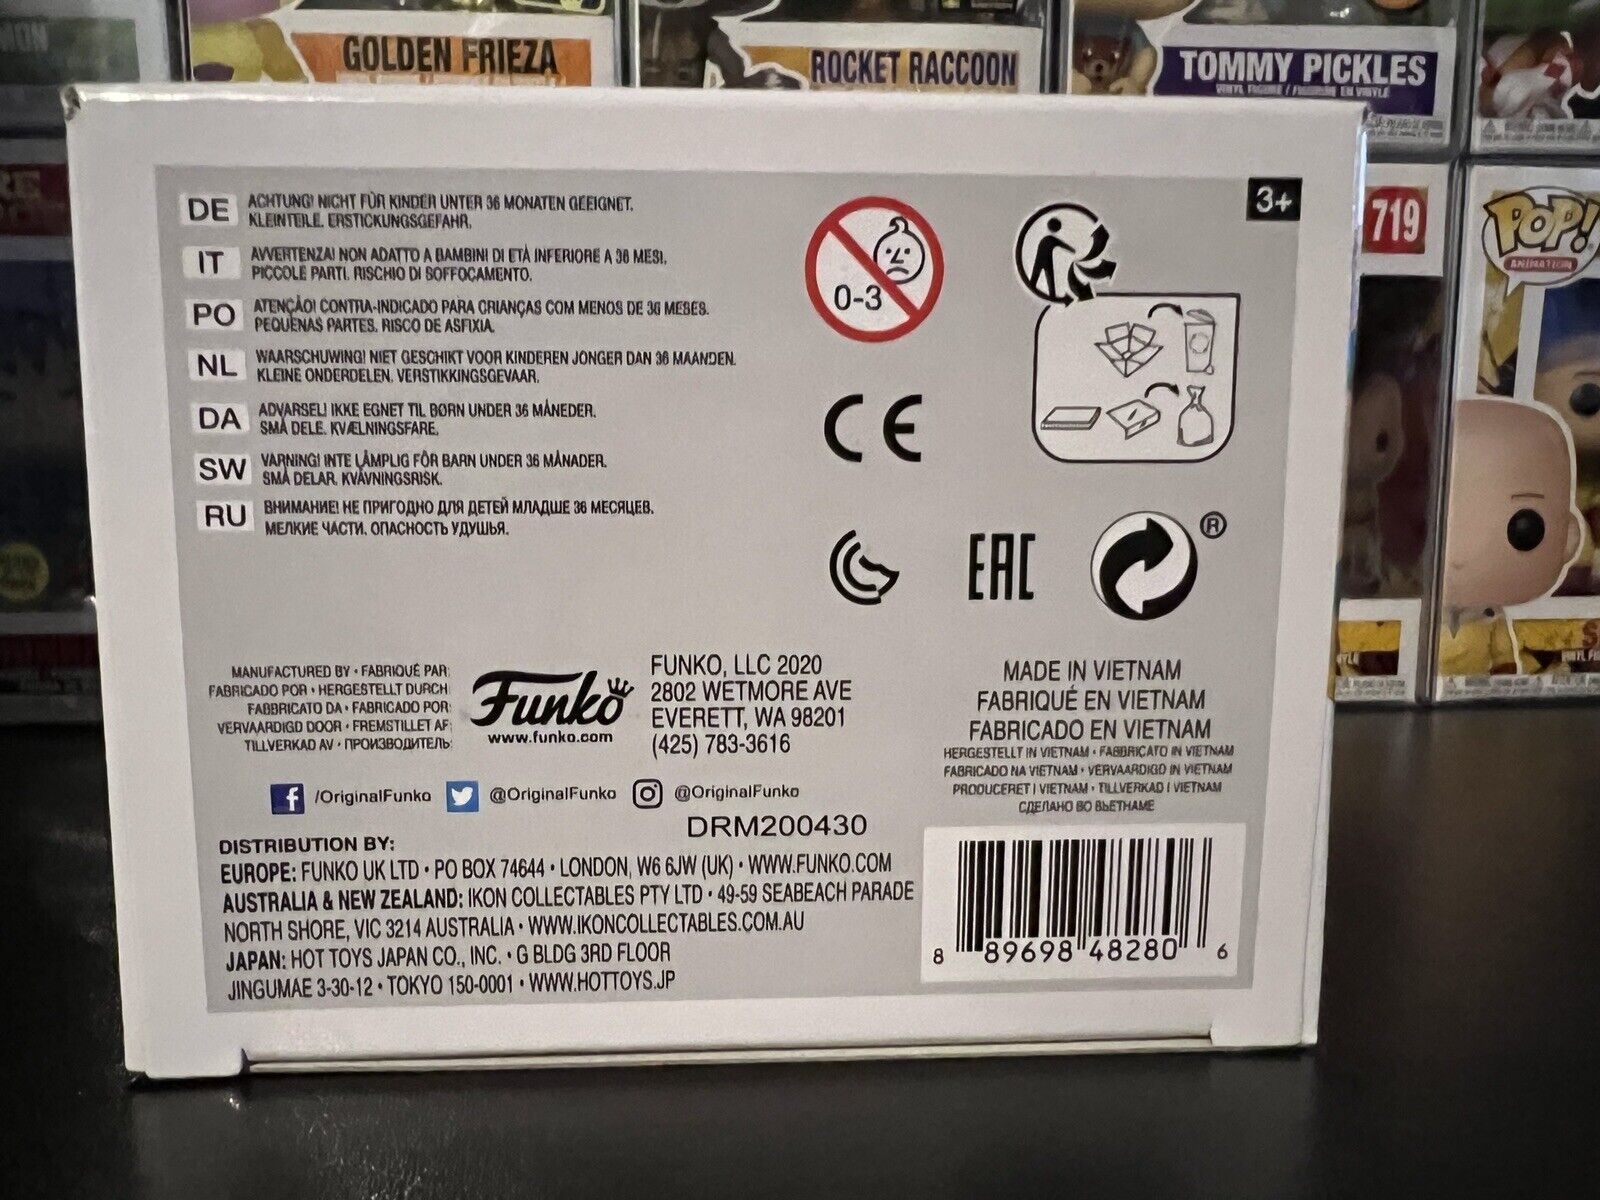 GOLDEN FRIEZA
ROCKET RACCOON
TOMMY PICKLES
VINYL FIGURE / FIGURINE EN VINYLE
719
POP!
ANIMATION
3+
DE ACHTUNG! NICHT FÜR KINDER UNTER 36 MONATEN GEEIGNET.
KLEINTEILE. ERSTICKUNGSGEFAHR.
IT AVVERTENZA! NON ADATTO A BAMBINI DI ETÀ INFERIORE A 36 MESI.
PICCOLE PARTI. RISCHIO DI SOFFOCAMENTO.
PO ATENÇÃO! CONTRA-INDICADO PARA CRIANÇAS COM MENOS DE 36 MESES.
PEQUENAS PARTES. RISCO DE ASFIXIA.
NL WAARSCHUWING! NIET GESCHIKT VOOR KINDEREN JONGER DAN 36 MAANDEN.
KLEINE ONDERDELEN. VERSTIKKINGSGEVAAR.
DA ADVARSEL! IKKE EGNET TIL BØRN UNDER 36 MÅNEDER.
SMÅ DELE. KVÆLNINGSFARE.
SW VARNING! INTE LÄMPLIG FÖR BARN UNDER 36 MÅNADER.
SMÅ DELAR. KVÄVNINGSRISK.
RU ВНИМАНИЕ! НЕ ПРИГОДНО ДЛЯ ДЕТЕЙ МЛАДШЕ 36 МЕСЯЦЕВ.
МЕЛКИЕ ЧАСТИ. ОПАСНОСТЬ УДУШЬЯ.
0-3
CE
EAC
®
MANUFACTURED BY • FABRIQUÉ PAR:
FABRICADO POR • HERGESTELLT DURCH:
FABBRICATO DA • FABRICADO POR:
VERVAARDIGD DOOR • FREMSTILLET AF:
TILLVERKAD AV • ПРОИЗВОДИТЕЛЬ:
Funko
www.funko.com
FUNKO, LLC 2020
2802 WETMORE AVE
EVERETT, WA 98201
(425) 783-3616
MADE IN VIETNAM
FABRIQUÉ EN VIETNAM
FABRICADO EN VIETNAM
HERGESTELLT IN VIETNAM • FABBRICATO IN VIETNAM
FABRICADO NA VIETNAM • VERVAARDIGD IN VIETNAM
PRODUCERET I VIETNAM • TILLVERKAD I VIETNAM
СДЕЛАНО ВО ВЬЕТНАМЕ
f /OriginalFunko @OriginalFunko @OriginalFunko
DRM200430
DISTRIBUTION BY:
EUROPE: FUNKO UK LTD • PO BOX 74644 • LONDON, W6 6JW (UK) • WWW.FUNKO.COM
AUSTRALIA & NEW ZEALAND: IKON COLLECTABLES PTY LTD • 49-59 SEABEACH PARADE
NORTH SHORE, VIC 3214 AUSTRALIA • WWW.IKONCOLLECTABLES.COM.AU
JAPAN: HOT TOYS JAPAN CO., INC. • G BLDG 3RD FLOOR
JINGUMAE 3-30-12 • TOKYO 150-0001 • WWW.HOTTOYS.JP
8 89698 48280 6